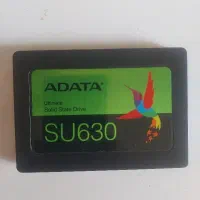 ADATA
Ultimate
Solid State Drive
SU630